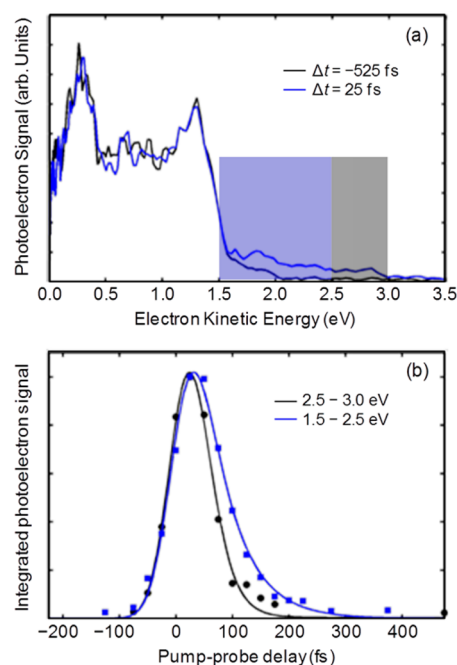 (a)
Δt = −525 fs
Δt = 25 fs
Photoelectron Signal (arb. Units)
0.0 0.5 1.0 1.5 2.0 2.5 3.0 3.5
Electron Kinetic Energy (eV)
(b)
2.5 − 3.0 eV
1.5 − 2.5 eV
Integrated photoelectron signal
−200 −100 0 100 200 300 400
Pump-probe delay (fs)